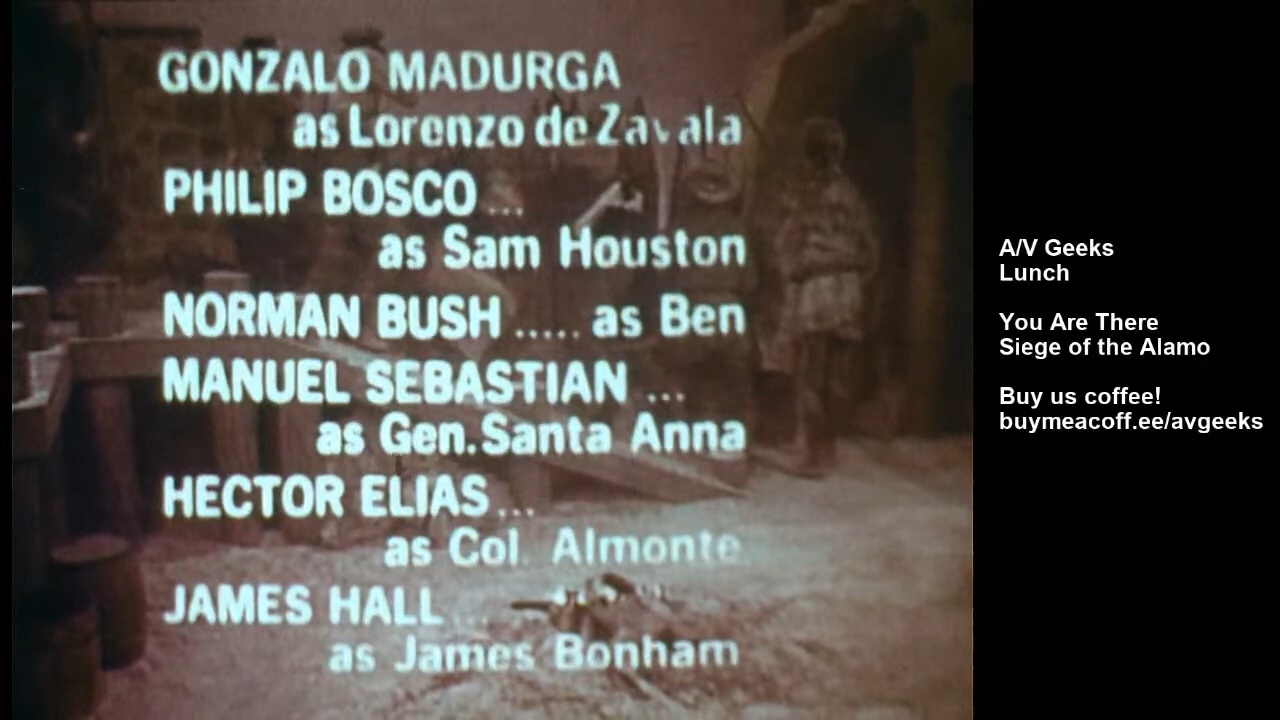 GONZALO MADURGA
as Lorenzo de Zavala
PHILIP BOSCO ...
as Sam Houston
NORMAN BUSH ..... as Ben
MANUEL SEBASTIAN ...
as Gen. Santa Anna
HECTOR ELIAS ...
as Col. Almonte
JAMES HALL ...
as James Bonham
A/V Geeks
Lunch
You Are There
Siege of the Alamo
Buy us coffee!
buymeacoff.ee/avgeeks